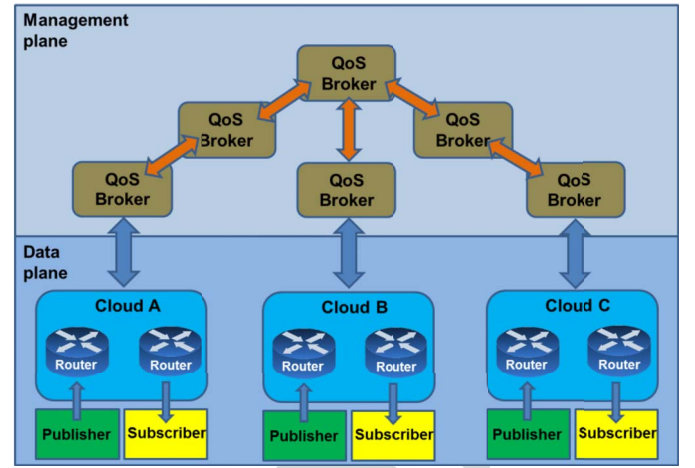 Management
plane
QoS
Broker
QoS
Broker
QoS
Broker
QoS
Broker
QoS
Broker
QoS
Broker
Data
plane
Cloud A
Router
Router
Publisher
Subscriber
Cloud B
Router
Router
Publisher
Subscriber
Cloud C
Router
Router
Publisher
Subscriber